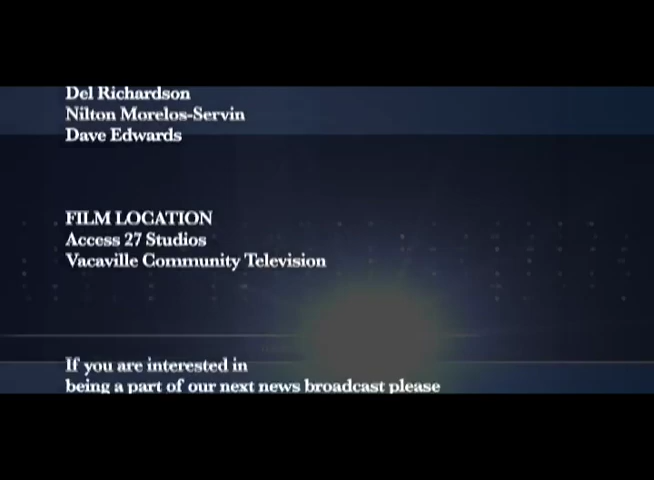 Del Richardson
Nilton Morelos-Servin
Dave Edwards
FILM LOCATION
Access 27 Studios
Vacaville Community Television
If you are interested in
being a part of our next news broadcast please